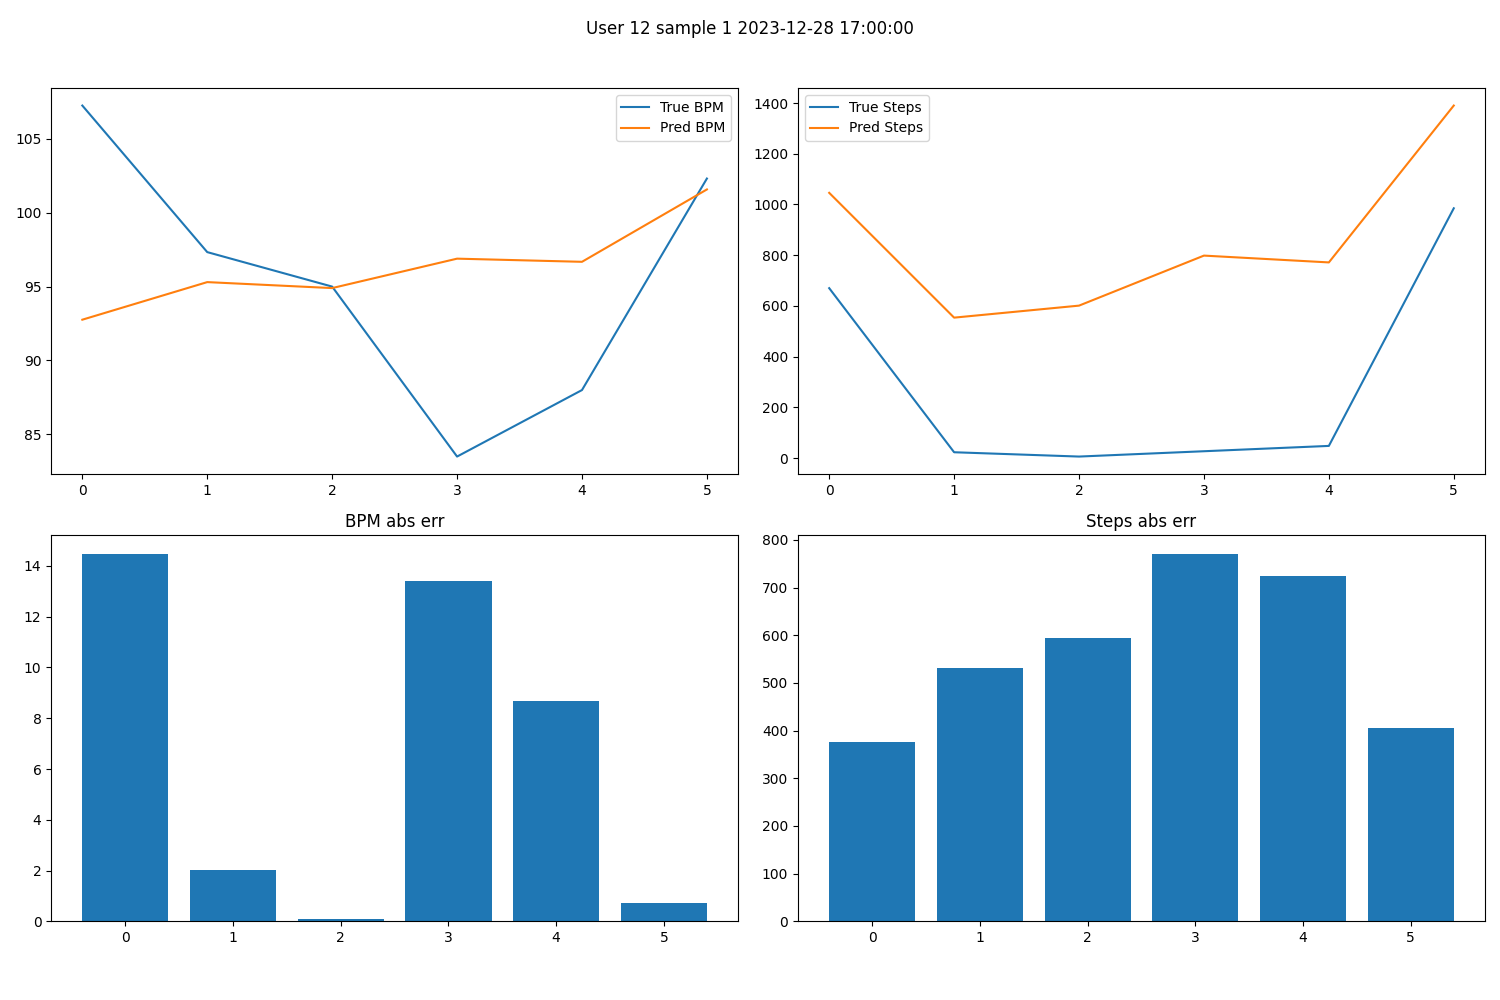 User 12 sample 1 2023-12-28 17:00:00
True BPM
Pred BPM
105
100
95
90
85
0 1 2 3 4 5
True Steps
Pred Steps
1400
1200
1000
800
600
400
200
0
0 1 2 3 4 5
BPM abs err
14
12
10
8
6
4
2
0
0 1 2 3 4 5
Steps abs err
800
700
600
500
400
300
200
100
0
0 1 2 3 4 5